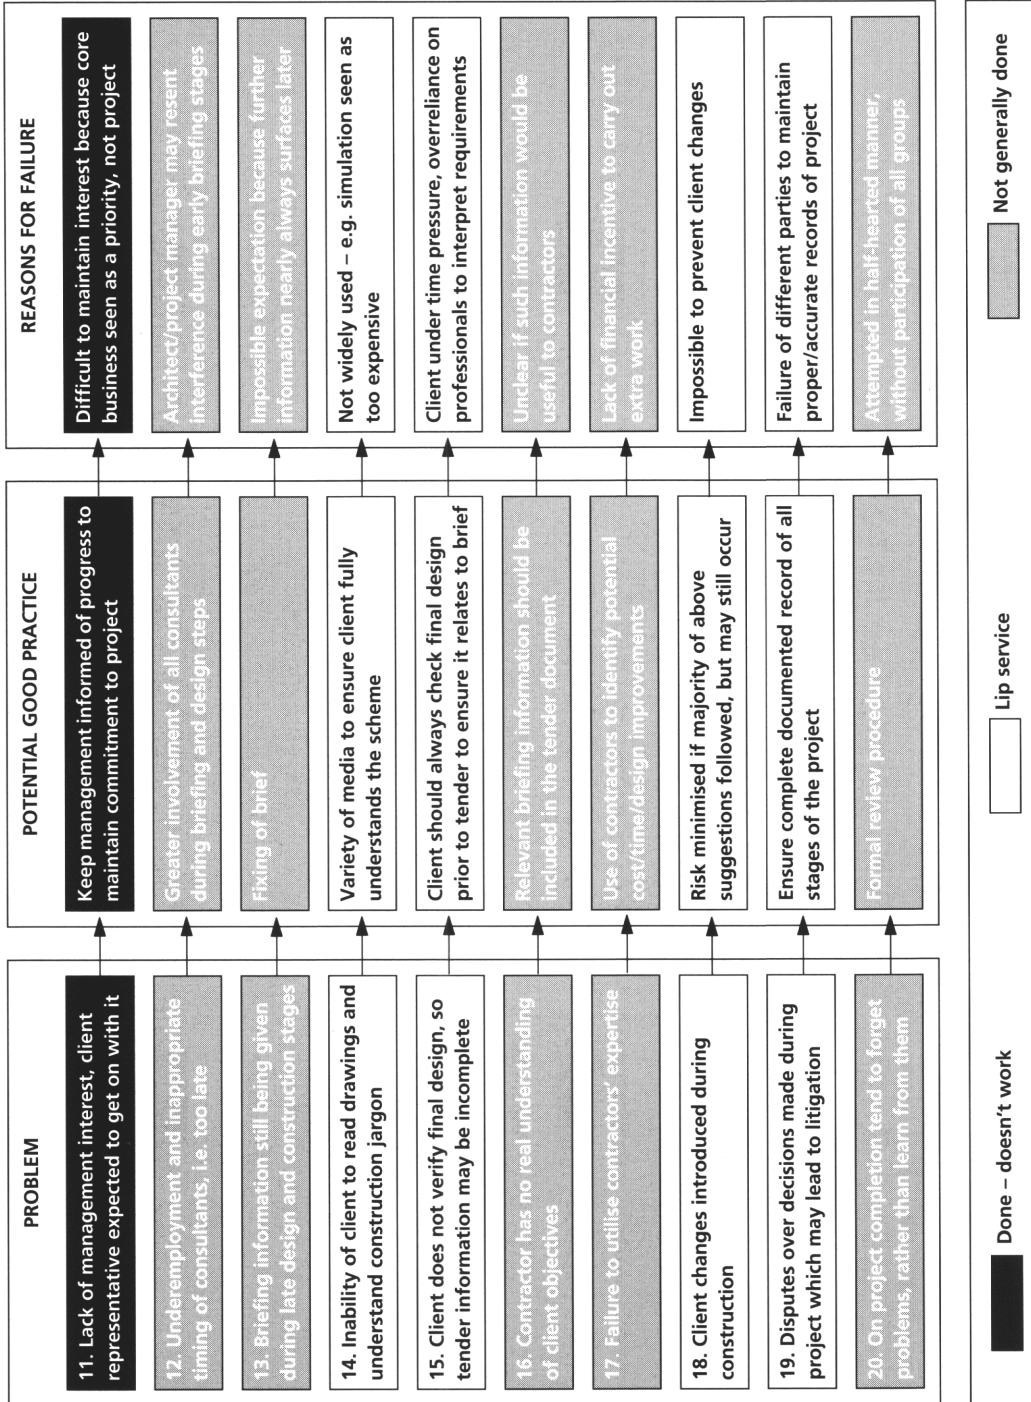 PROBLEM
11. Lack of management interest, client
representative expected to get on with it
12. Underemployment and inappropriate
timing of consultants, i.e. too late
13. Briefing information still being given
during late design and construction stages
14. Inability of client to read drawings and
understand construction jargon
15. Client does not verify final design, so
tender information may be incomplete
16. Contractor has no real understanding
of client objectives
17. Failure to utilise contractors' expertise
18. Client changes introduced during
construction
19. Disputes over decisions made during
project which may lead to litigation
20. On project completion tend to forget
problems, rather than learn from them
POTENTIAL GOOD PRACTICE
Keep management informed of progress to
maintain commitment to project
Greater involvement of all consultants
during briefing and design steps
Fixing of brief
Variety of media to ensure client fully
understands the scheme
Client should always check final design
prior to tender to ensure it relates to brief
Relevant briefing information should be
included in the tender document
Use of contractors to identify potential
cost/time/design improvements
Risk minimised if majority of above
suggestions followed, but may still occur
Ensure complete documented record of all
stages of the project
Formal review procedure
REASONS FOR FAILURE
Difficult to maintain interest because core
business seen as a priority, not project
Architect/project manager may resent
interference during early briefing stages
Impossible expectation because further
information nearly always surfaces later
Not widely used – e.g. simulation seen as
too expensive
Client under time pressure, overreliance on
professionals to interpret requirements
Unclear if such information would be
useful to contractors
Lack of financial incentive to carry out
extra work
Impossible to prevent client changes
Failure of different parties to maintain
proper/accurate records of project
Attempted in half-hearted manner,
without participation of all groups
Done – doesn't work
Lip service
Not generally done